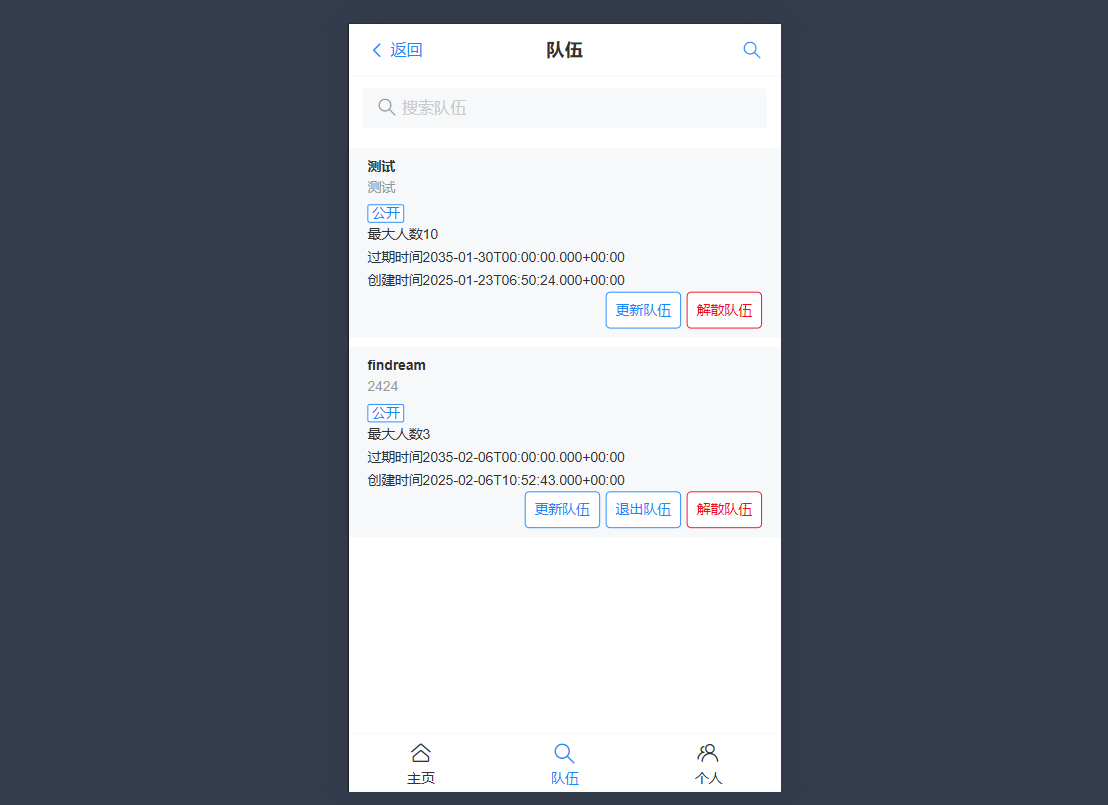 返回 队伍
搜索队伍
测试
测试
公开
最大人数10
过期时间2035-01-30T00:00:00.000+00:00
创建时间2025-01-23T06:50:24.000+00:00
更新队伍 解散队伍
findream
2424
公开
最大人数3
过期时间2035-02-06T00:00:00.000+00:00
创建时间2025-02-06T10:52:43.000+00:00
更新队伍 退出队伍 解散队伍
主页 队伍 个人